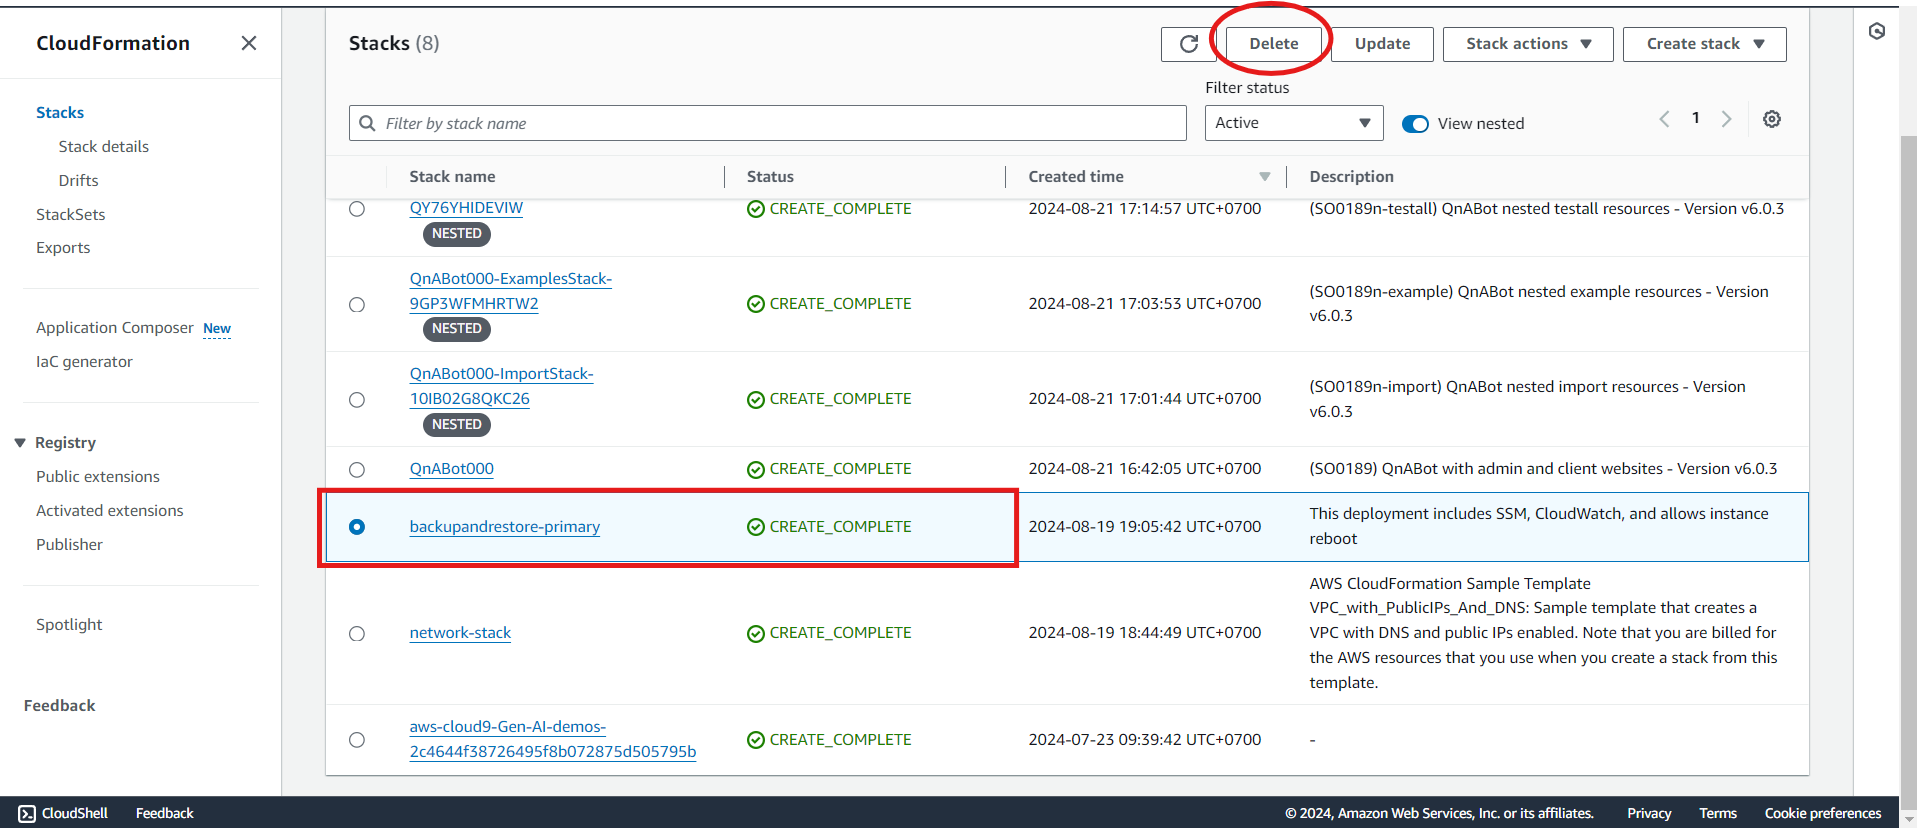 CloudFormation
Stacks
Stack details
Drifts
StackSets
Exports
Application Composer New
IaC generator
Registry
Public extensions
Activated extensions
Publisher
Spotlight
Feedback
Stacks (8)
Delete
Update
Stack actions
Create stack
Filter status
Filter by stack name
Active
View nested
1
Stack name
Status
Created time
Description
QY76YHIDEVIW
NESTED
CREATE_COMPLETE
2024-08-21 17:14:57 UTC+0700
(SO0189n-testall) QnABot nested testall resources - Version v6.0.3
QnABot000-ExamplesStack-
9GP3WFMHRTW2
NESTED
CREATE_COMPLETE
2024-08-21 17:03:53 UTC+0700
(SO0189n-example) QnABot nested example resources - Version
v6.0.3
QnABot000-ImportStack-
10IB02G8QKC26
NESTED
CREATE_COMPLETE
2024-08-21 17:01:44 UTC+0700
(SO0189n-import) QnABot nested import resources - Version
v6.0.3
QnABot000
CREATE_COMPLETE
2024-08-21 16:42:05 UTC+0700
(SO0189) QnABot with admin and client websites - Version v6.0.3
backupandrestore-primary
CREATE_COMPLETE
2024-08-19 19:05:42 UTC+0700
This deployment includes SSM, CloudWatch, and allows instance
reboot
network-stack
CREATE_COMPLETE
2024-08-19 18:44:49 UTC+0700
AWS CloudFormation Sample Template
VPC_with_PublicIPs_And_DNS: Sample template that creates a
VPC with DNS and public IPs enabled. Note that you are billed for
the AWS resources that you use when you create a stack from this
template.
aws-cloud9-Gen-AI-demos-
2c4644f38726495f8b072875d505795b
CREATE_COMPLETE
2024-07-23 09:39:42 UTC+0700
-
CloudShell
Feedback
© 2024, Amazon Web Services, Inc. or its affiliates.
Privacy
Terms
Cookie preferences